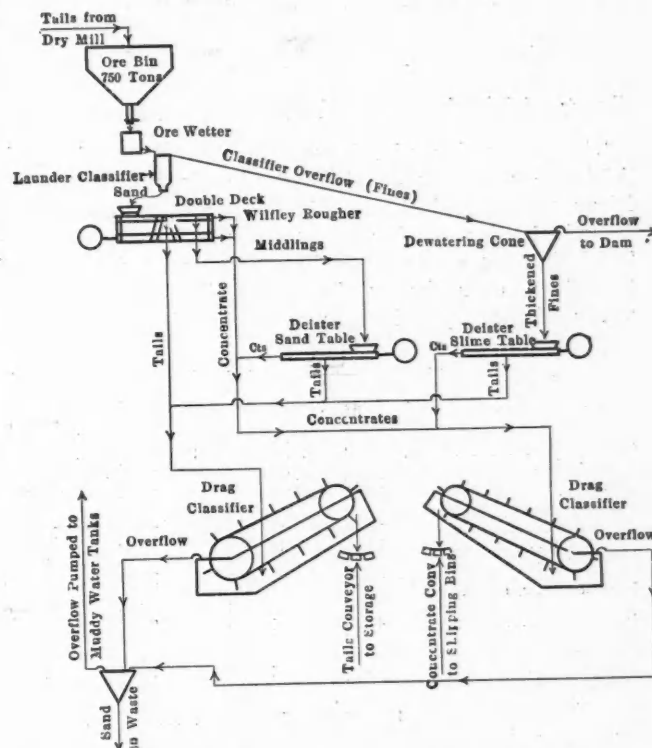 Tails from
Dry Mill
Ore Bin
750 Tons
Ore Wetter
Classifier Overflow (Fines)
Launder Classifier
Sand
Double Deck
Wilfley Rougher
Overflow
to Dam
Dewatering Cone
Middlings
Thickened
Fines
Tails
Concentrate
Deister
Sand Table
Deister
Slime Table
Cts
Cts
Tails
Tails
Concentrates
Drag
Classifier
Drag
Classifier
Overflow
Overflow
Overflow Pumped to
Muddy Water Tanks
Tails Conveyor
to Storage
Concentrate Conv
to Shipping Bins
Sand
Waste